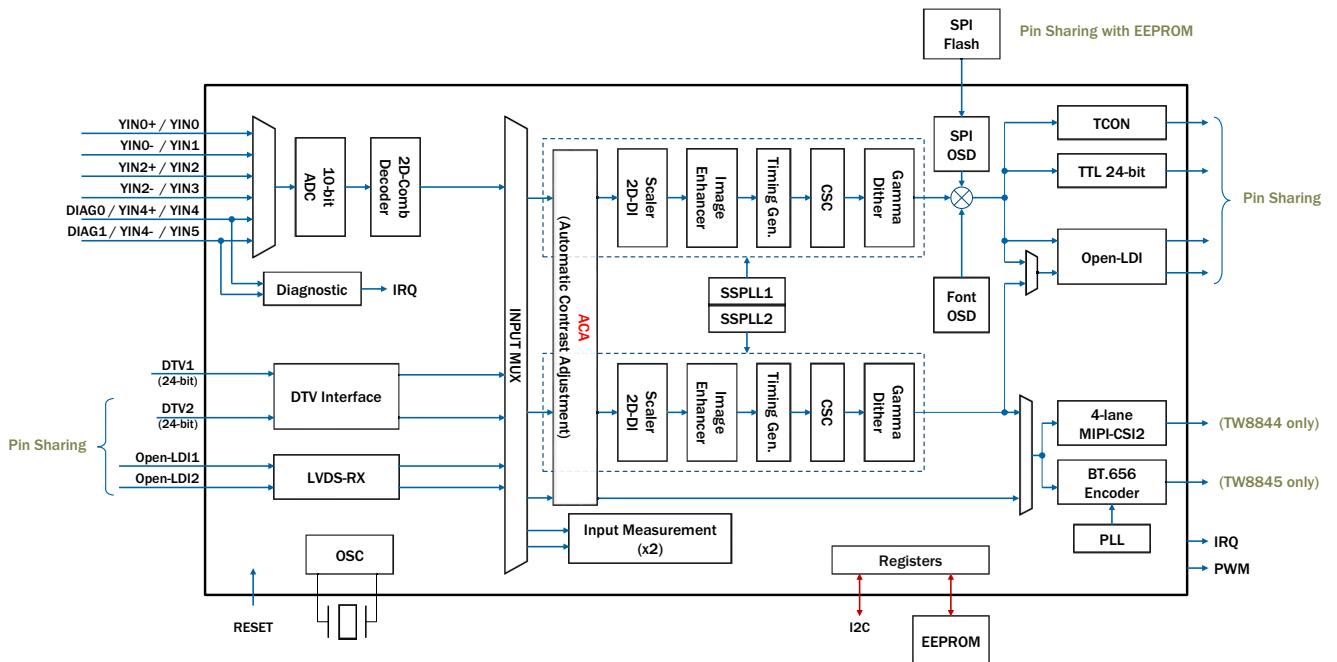 SPI
Flash
Pin Sharing with EEPROM
YIN0+ / YIN0
YIN0- / YIN1
YIN2+ / YIN2
YIN2- / YIN3
DIAG0 / YIN4+ / YIN4
DIAG1 / YIN4- / YIN5
10-bit
ADC
2D-Comb
Decoder
Diagnostic
IRQ
INPUT MUX
ACA
(Automatic Contrast Adjustment)
Scaler
2D-DI
Image
Enhancer
Timing Gen.
CSC
Gamma
Dither
SPI
OSD
Font
OSD
TCON
TTL 24-bit
Open-LDI
Pin Sharing
SSPLL1
SSPLL2
DTV1
(24-bit)
DTV2
(24-bit)
DTV Interface
Pin Sharing
Open-LDI1
Open-LDI2
LVDS-RX
Scaler
2D-DI
Image
Enhancer
Timing Gen.
CSC
Gamma
Dither
4-lane
MIPI-CSI2
(TW8844 only)
BT.656
Encoder
(TW8845 only)
PLL
Input Measurement
(x2)
OSC
Registers
IRQ
PWM
RESET
I2C
EEPROM